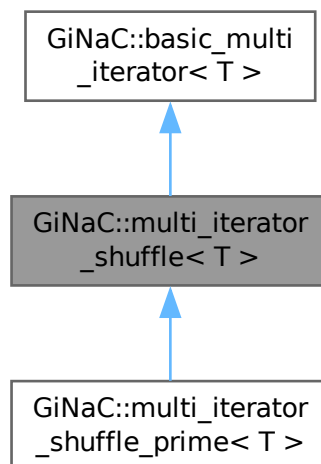 GiNaC::basic_multi
_iterator< T >
GiNaC::multi_iterator
_shuffle< T >
GiNaC::multi_iterator
_shuffle_prime< T >